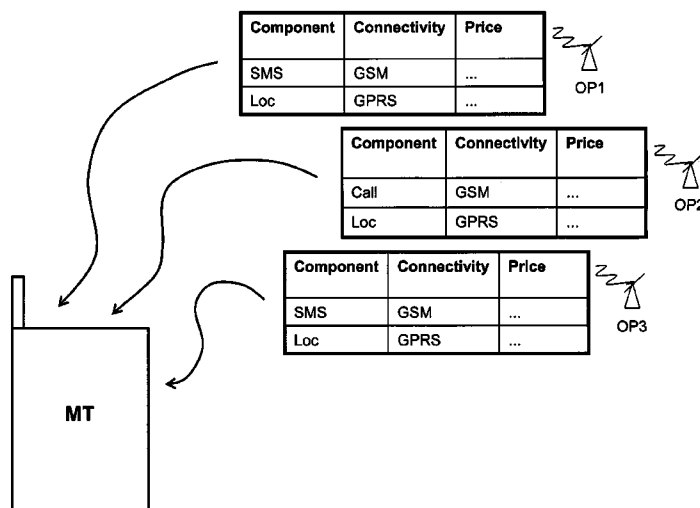 Component Connectivity Price
SMS GSM ...
Loc GPRS ...
OP1
Component Connectivity Price
Call GSM ...
Loc GPRS ...
OP2
Component Connectivity Price
SMS GSM ...
Loc GPRS ...
OP3
MT